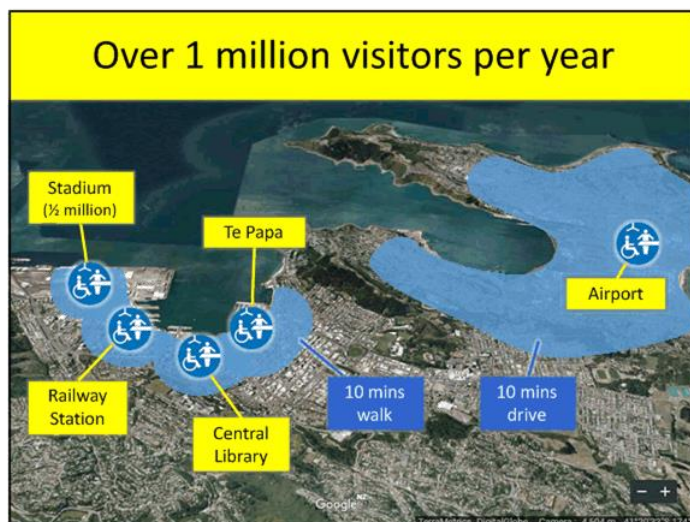 Over 1 million visitors per year
Stadium
(½ million)
Te Papa
Airport
Railway
Station
Central
Library
10 mins
walk
10 mins
drive
Google
NZ